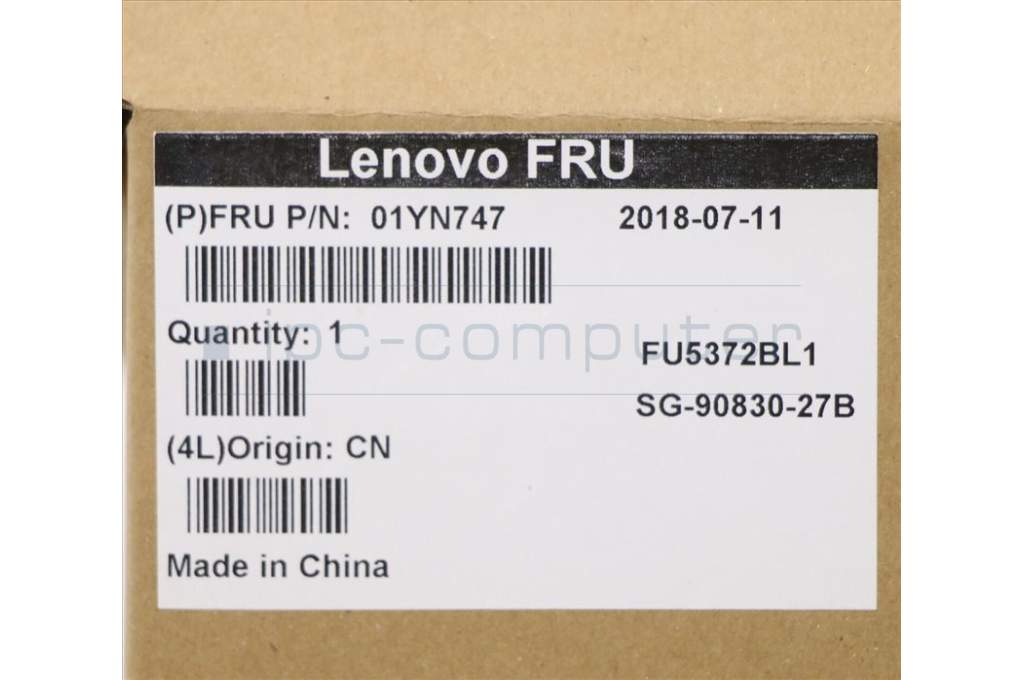 Lenovo FRU
(P)FRU P/N: 01YN747 2018-07-11
Quantity: 1
ipc-computer
FU5372BL1
SG-90830-27B
(4L)Origin: CN
Made in China